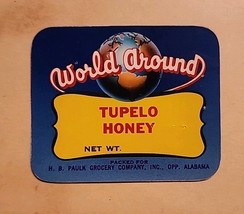 World Around
TUPELO
HONEY
NET WT.
PACKED FOR
H. B. PAULK GROCERY COMPANY, INC., OPP, ALABAMA